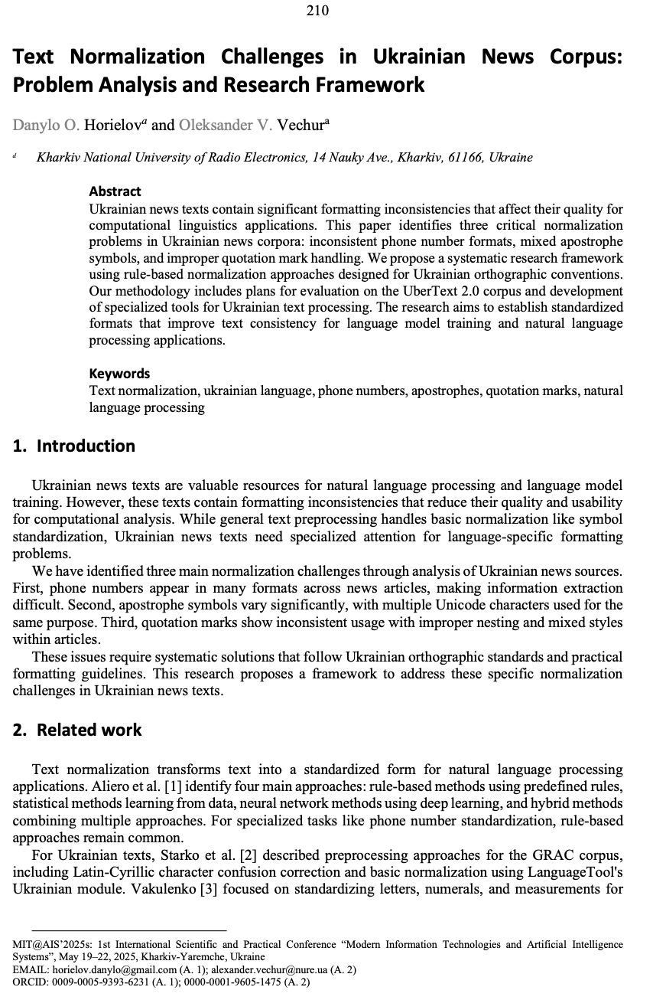 210
Text Normalization Challenges in Ukrainian News Corpus:
Problem Analysis and Research Framework
Danylo O. Horielovᵃ and Oleksander V. Vechurᵃ
ᵈ Kharkiv National University of Radio Electronics, 14 Nauky Ave., Kharkiv, 61166, Ukraine
Abstract
Ukrainian news texts contain significant formatting inconsistencies that affect their quality for
computational linguistics applications. This paper identifies three critical normalization
problems in Ukrainian news corpora: inconsistent phone number formats, mixed apostrophe
symbols, and improper quotation mark handling. We propose a systematic research framework
using rule-based normalization approaches designed for Ukrainian orthographic conventions.
Our methodology includes plans for evaluation on the UberText 2.0 corpus and development
of specialized tools for Ukrainian text processing. The research aims to establish standardized
formats that improve text consistency for language model training and natural language
processing applications.
Keywords
Text normalization, ukrainian language, phone numbers, apostrophes, quotation marks, natural
language processing
1. Introduction
Ukrainian news texts are valuable resources for natural language processing and language model
training. However, these texts contain formatting inconsistencies that reduce their quality and usability
for computational analysis. While general text preprocessing handles basic normalization like symbol
standardization, Ukrainian news texts need specialized attention for language-specific formatting
problems.
We have identified three main normalization challenges through analysis of Ukrainian news sources.
First, phone numbers appear in many formats across news articles, making information extraction
difficult. Second, apostrophe symbols vary significantly, with multiple Unicode characters used for the
same purpose. Third, quotation marks show inconsistent usage with improper nesting and mixed styles
within articles.
These issues require systematic solutions that follow Ukrainian orthographic standards and practical
formatting guidelines. This research proposes a framework to address these specific normalization
challenges in Ukrainian news texts.
2. Related work
Text normalization transforms text into a standardized form for natural language processing
applications. Aliero et al. [1] identify four main approaches: rule-based methods using predefined rules,
statistical methods learning from data, neural network methods using deep learning, and hybrid methods
combining multiple approaches. For specialized tasks like phone number standardization, rule-based
approaches remain common.
For Ukrainian texts, Starko et al. [2] described preprocessing approaches for the GRAC corpus,
including Latin-Cyrillic character confusion correction and basic normalization using LanguageTool's
Ukrainian module. Vakulenko [3] focused on standardizing letters, numerals, and measurements for
MIT@AIS’2025s: 1st International Scientific and Practical Conference “Modern Information Technologies and Artificial Intelligence
Systems”, May 19–22, 2025, Kharkiv-Yaremche, Ukraine
EMAIL: horielov.danylo@gmail.com (A. 1); alexander.vechur@nure.ua (A. 2)
ORCID: 0009-0005-9393-6231 (A. 1); 0000-0001-9605-1475 (A. 2)